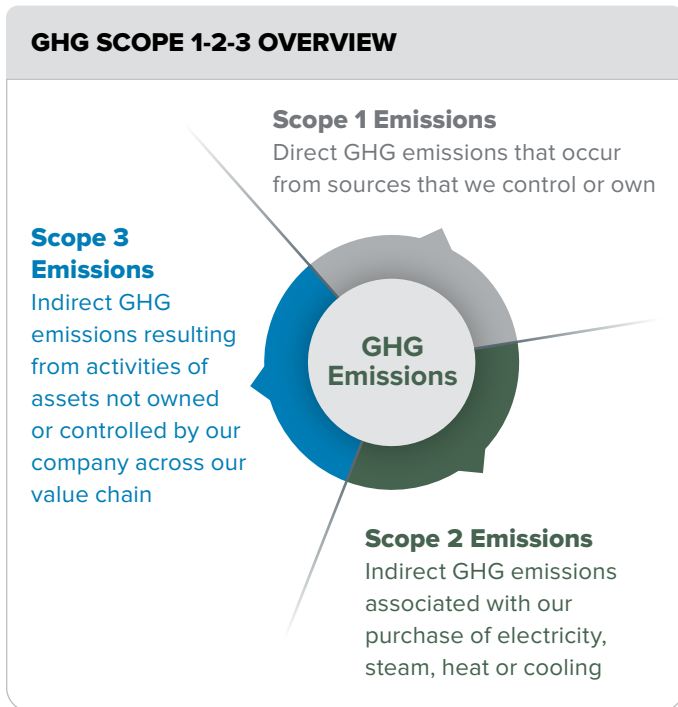 GHG SCOPE 1-2-3 OVERVIEW
Scope 1 Emissions
Direct GHG emissions that occur
from sources that we control or own
Scope 3
Emissions
Indirect GHG
emissions resulting
from activities of
assets not owned
or controlled by our
company across our
value chain
GHG
Emissions
Scope 2 Emissions
Indirect GHG emissions
associated with our
purchase of electricity,
steam, heat or cooling